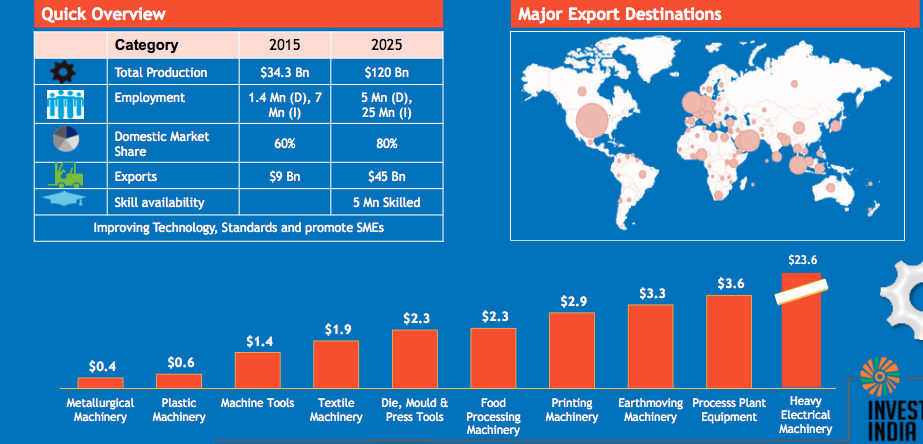 Quick Overview
Major Export Destinations
Category 2015 2025
Total Production $34.3 Bn $120 Bn
Employment 1.4 Mn (D), 7 5 Mn (D),
Mn (I) 25 Mn (I)
Domestic Market
Share 60% 80%
Exports $9 Bn $45 Bn
Skill availability 5 Mn Skilled
Improving Technology, Standards and promote SMEs
$0.4
$0.6
$1.4
$1.9
$2.3
$2.3
$2.9
$3.3
$3.6
$23.6
Metallurgical
Machinery
Plastic
Machinery
Machine Tools
Textile
Machinery
Die, Mould &
Press Tools
Food
Processing
Machinery
Printing
Machinery
Earthmoving
Machinery
Processs Plant
Equipment
Heavy
Electrical
Machinery
INVEST
INDIA